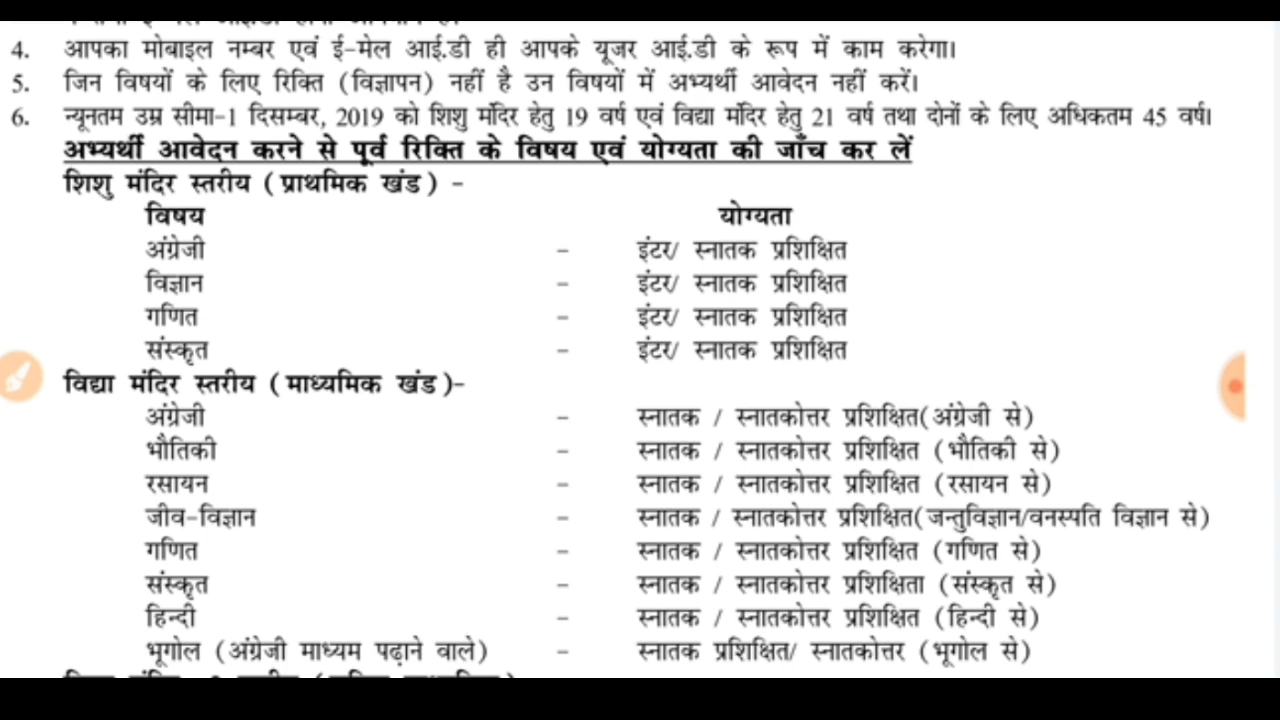 4. आपका मोबाइल नम्बर एवं ई-मेल आई.डी ही आपके यूजर आई.डी के रूप में काम करेगा।
5. जिन विषयों के लिए रिक्ति (विज्ञापन) नहीं है उन विषयों में अभ्यर्थी आवेदन नहीं करें।
6. न्यूनतम उम्र सीमा-1 दिसम्बर, 2019 को शिशु मंदिर हेतु 19 वर्ष एवं विद्या मंदिर हेतु 21 वर्ष तथा दोनों के लिए अधिकतम 45 वर्ष।
अभ्यर्थी आवेदन करने से पूर्व रिक्ति के विषय एवं योग्यता की जाँच कर लें
शिशु मंदिर स्तरीय (प्राथमिक खंड) -
विषय योग्यता
अंग्रेजी - इंटर/ स्नातक प्रशिक्षित
विज्ञान - इंटर/ स्नातक प्रशिक्षित
गणित - इंटर/ स्नातक प्रशिक्षित
संस्कृत - इंटर/ स्नातक प्रशिक्षित
विद्या मंदिर स्तरीय (माध्यमिक खंड)-
अंग्रेजी - स्नातक / स्नातकोत्तर प्रशिक्षित(अंग्रेजी से)
भौतिकी - स्नातक / स्नातकोत्तर प्रशिक्षित (भौतिकी से)
रसायन - स्नातक / स्नातकोत्तर प्रशिक्षित (रसायन से)
जीव-विज्ञान - स्नातक / स्नातकोत्तर प्रशिक्षित(जन्तुविज्ञान/वनस्पति विज्ञान से)
गणित - स्नातक / स्नातकोत्तर प्रशिक्षित (गणित से)
संस्कृत - स्नातक / स्नातकोत्तर प्रशिक्षिता (संस्कृत से)
हिन्दी - स्नातक / स्नातकोत्तर प्रशिक्षित (हिन्दी से)
भूगोल (अंग्रेजी माध्यम पढ़ाने वाले) - स्नातक प्रशिक्षित/ स्नातकोत्तर (भूगोल से)